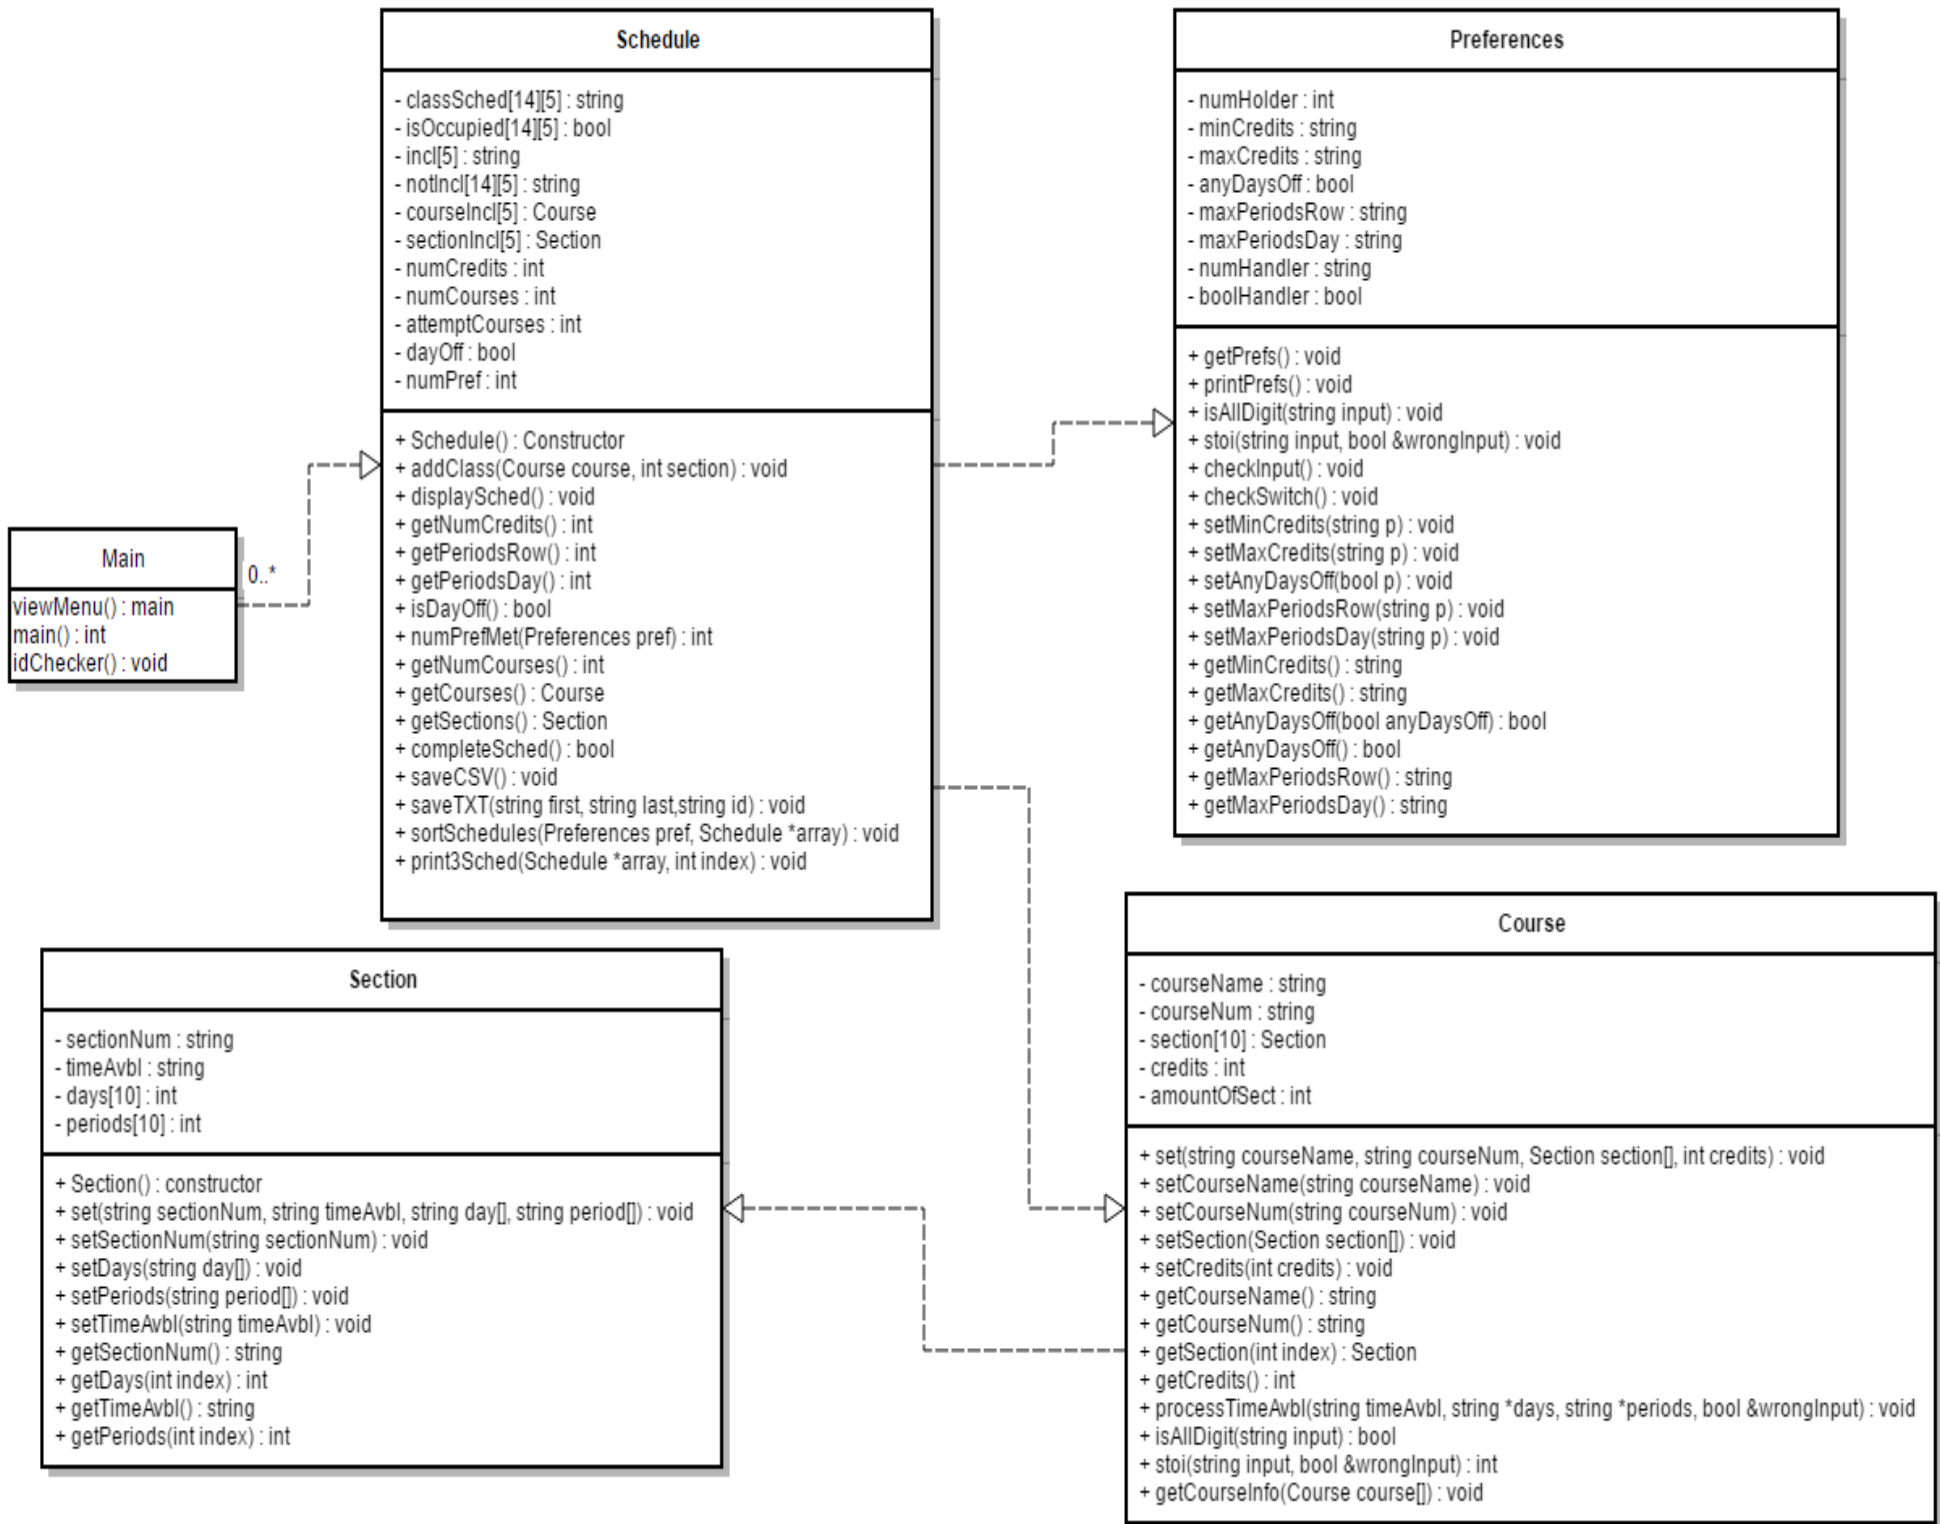 Schedule
- classSched[14][5] : string
- isOccupied[14][5] : bool
- incl[5] : string
- notIncl[14][5] : string
- courseIncl[5] : Course
- sectionIncl[5] : Section
- numCredits : int
- numCourses : int
- attemptCourses : int
- dayOff : bool
- numPref : int
+ Schedule() : Constructor
+ addClass(Course course, int section) : void
+ displaySched() : void
+ getNumCredits() : int
+ getPeriodsRow() : int
+ getPeriodsDay() : int
+ isDayOff() : bool
+ numPrefMet(Preferences pref) : int
+ getNumCourses() : int
+ getCourses() : Course
+ getSections() : Section
+ completeSched() : bool
+ saveCSV() : void
+ saveTXT(string first, string last,string id) : void
+ sortSchedules(Preferences pref, Schedule *array) : void
+ print3Sched(Schedule *array, int index) : void
Preferences
- numHolder : int
- minCredits : string
- maxCredits : string
- anyDaysOff : bool
- maxPeriodsRow : string
- maxPeriodsDay : string
- numHandler : string
- boolHandler : bool
+ getPrefs() : void
+ printPrefs() : void
+ isAllDigit(string input) : void
+ stoi(string input, bool &wrongInput) : void
+ checkInput() : void
+ checkSwitch() : void
+ setMinCredits(string p) : void
+ setMaxCredits(string p) : void
+ setAnyDaysOff(bool p) : void
+ setMaxPeriodsRow(string p) : void
+ setMaxPeriodsDay(string p) : void
+ getMinCredits() : string
+ getMaxCredits() : string
+ getAnyDaysOff(bool anyDaysOff) : bool
+ getAnyDaysOff() : bool
+ getMaxPeriodsRow() : string
+ getMaxPeriodsDay() : string
Main
0..*
viewMenu() : main
main() : int
idChecker() : void
Section
- sectionNum : string
- timeAvbl : string
- days[10] : int
- periods[10] : int
+ Section() : constructor
+ set(string sectionNum, string timeAvbl, string day[], string period[]) : void
+ setSectionNum(string sectionNum) : void
+ setDays(string day[]) : void
+ setPeriods(string period[]) : void
+ setTimeAvbl(string timeAvbl) : void
+ getSectionNum() : string
+ getDays(int index) : int
+ getTimeAvbl() : string
+ getPeriods(int index) : int
Course
- courseName : string
- courseNum : string
- section[10] : Section
- credits : int
- amountOfSect : int
+ set(string courseName, string courseNum, Section section[], int credits) : void
+ setCourseName(string courseName) : void
+ setCourseNum(string courseNum) : void
+ setSection(Section section[]) : void
+ setCredits(int credits) : void
+ getCourseName() : string
+ getCourseNum() : string
+ getSection(int index) : Section
+ getCredits() : int
+ processTimeAvbl(string timeAvbl, string *days, string *periods, bool &wrongInput) : void
+ isAllDigit(string input) : bool
+ stoi(string input, bool &wrongInput) : int
+ getCourseInfo(Course course[]) : void